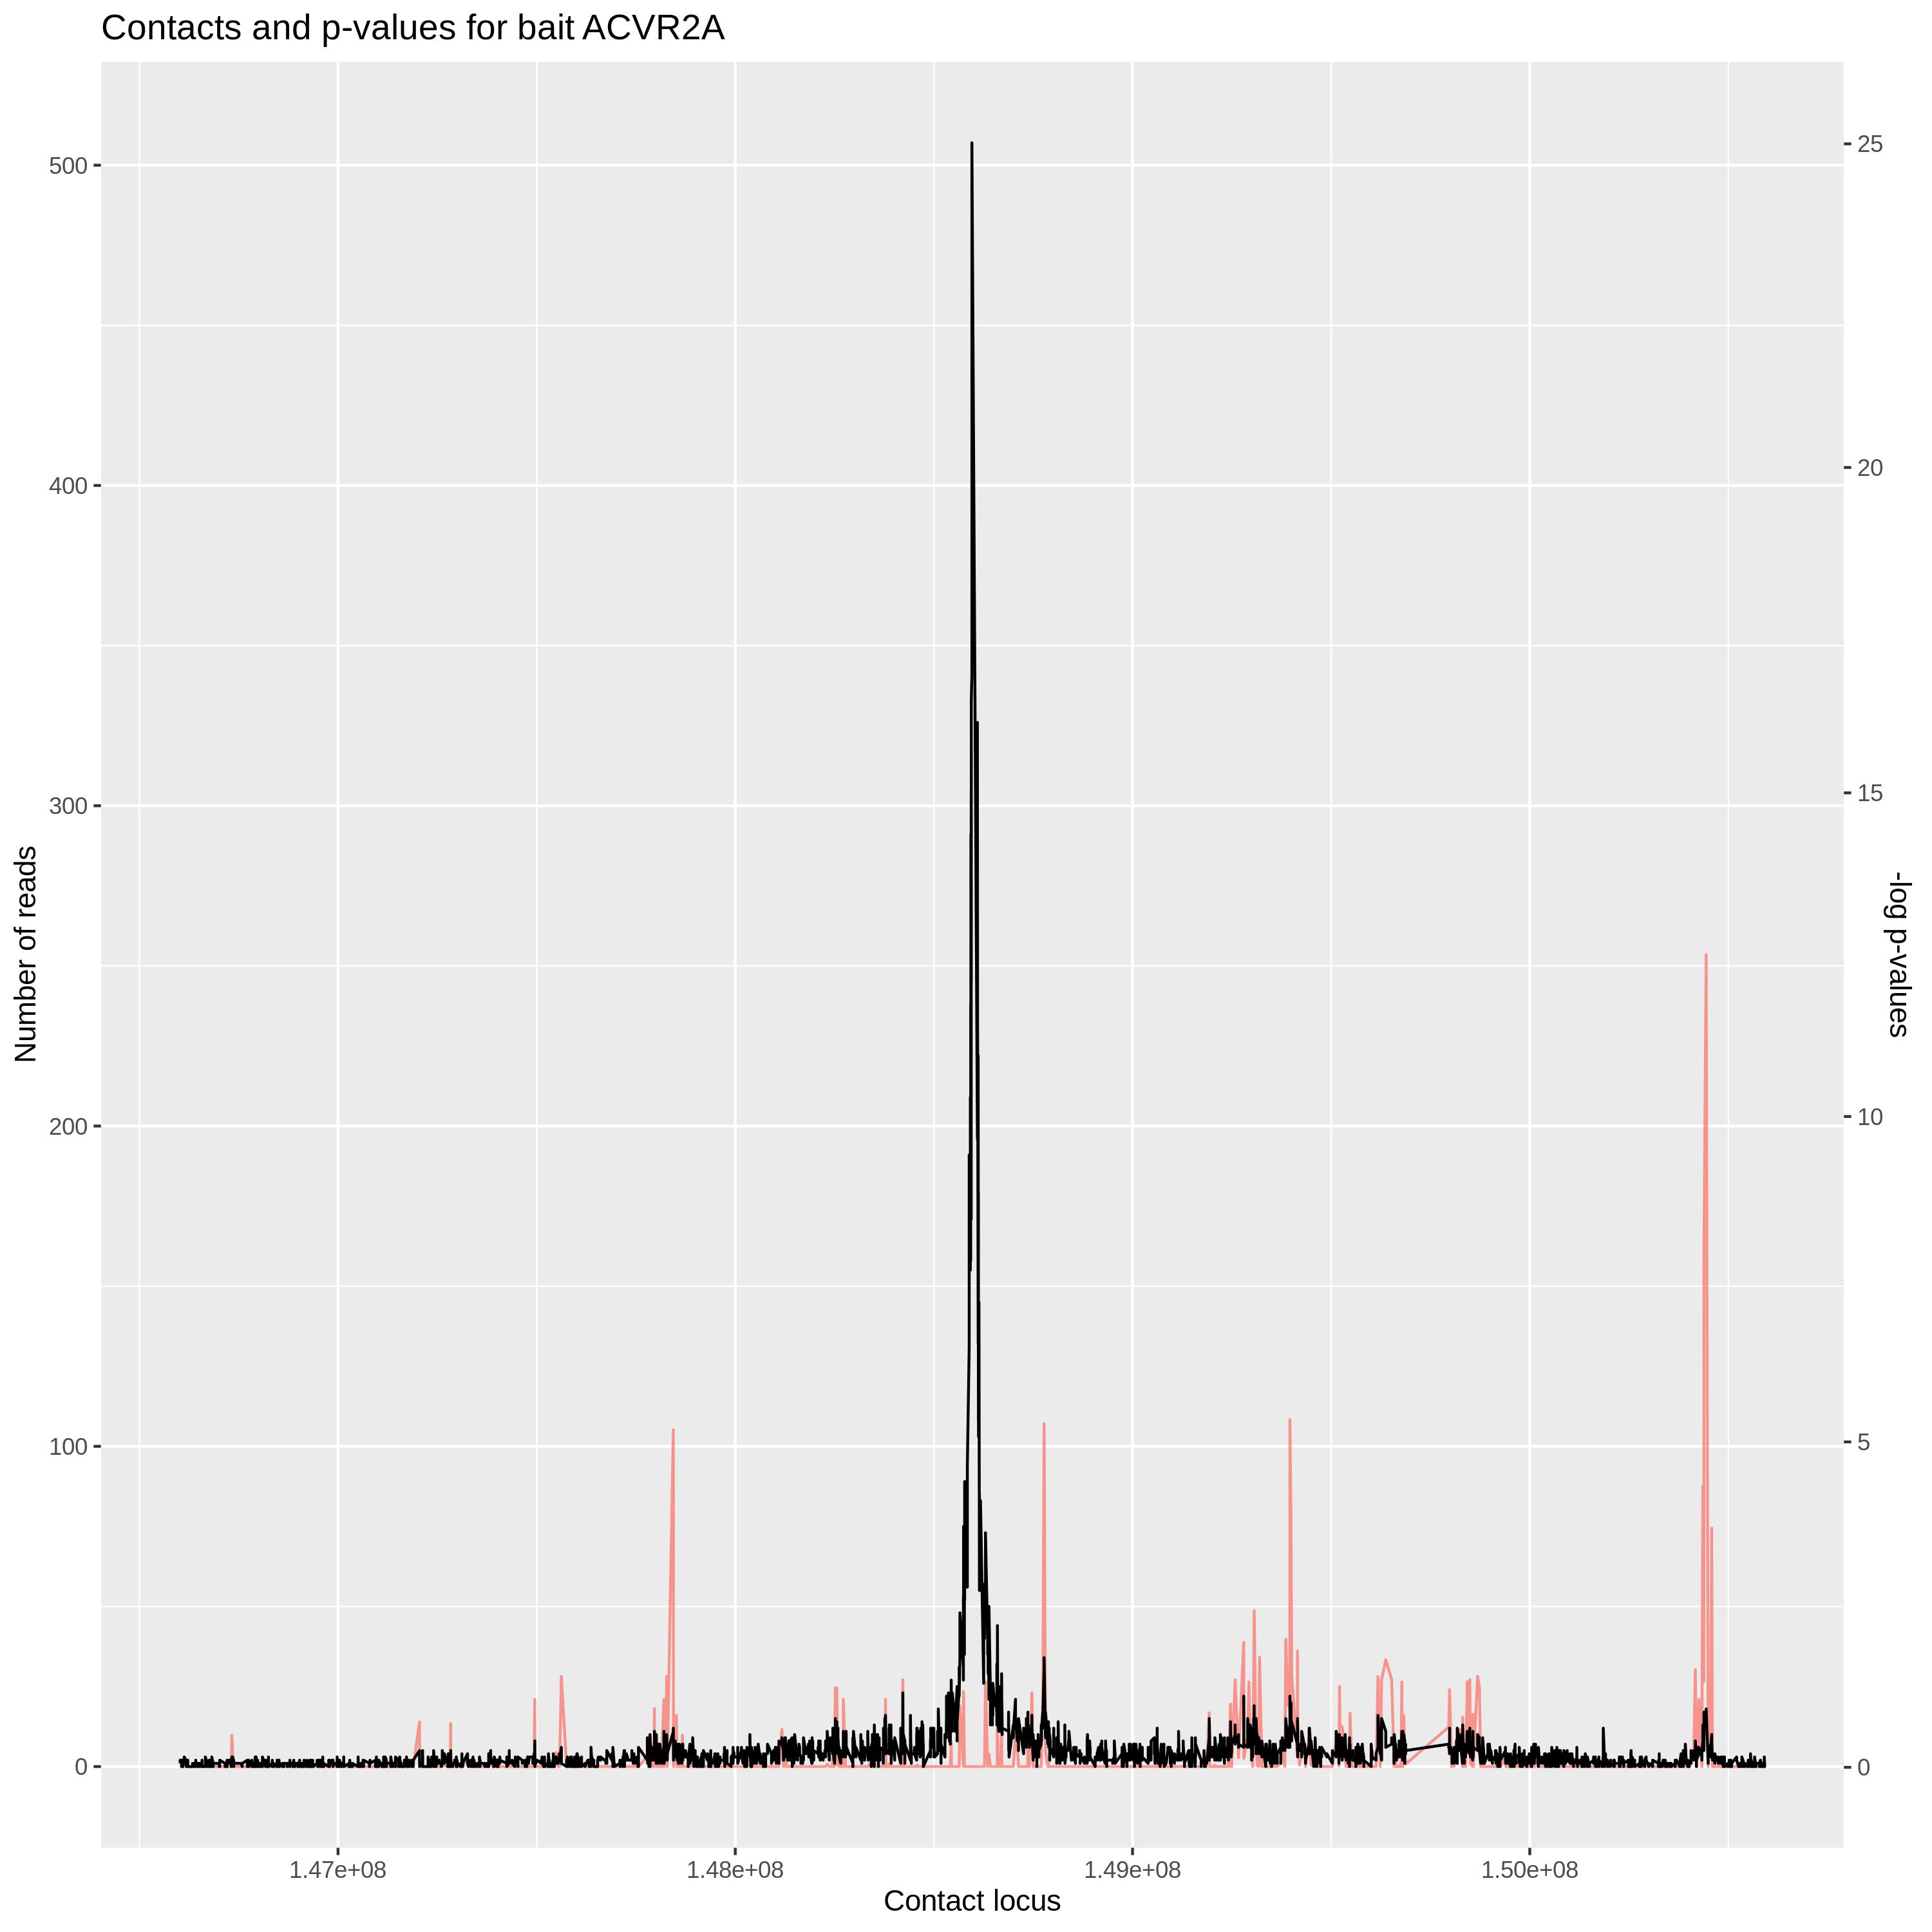 Contacts and p-values for bait ACVR2A
500
400
300
200
100
0
Number of reads
25
20
15
10
5
0
-log p-values
1.47e+08
1.48e+08
1.49e+08
1.50e+08
Contact locus